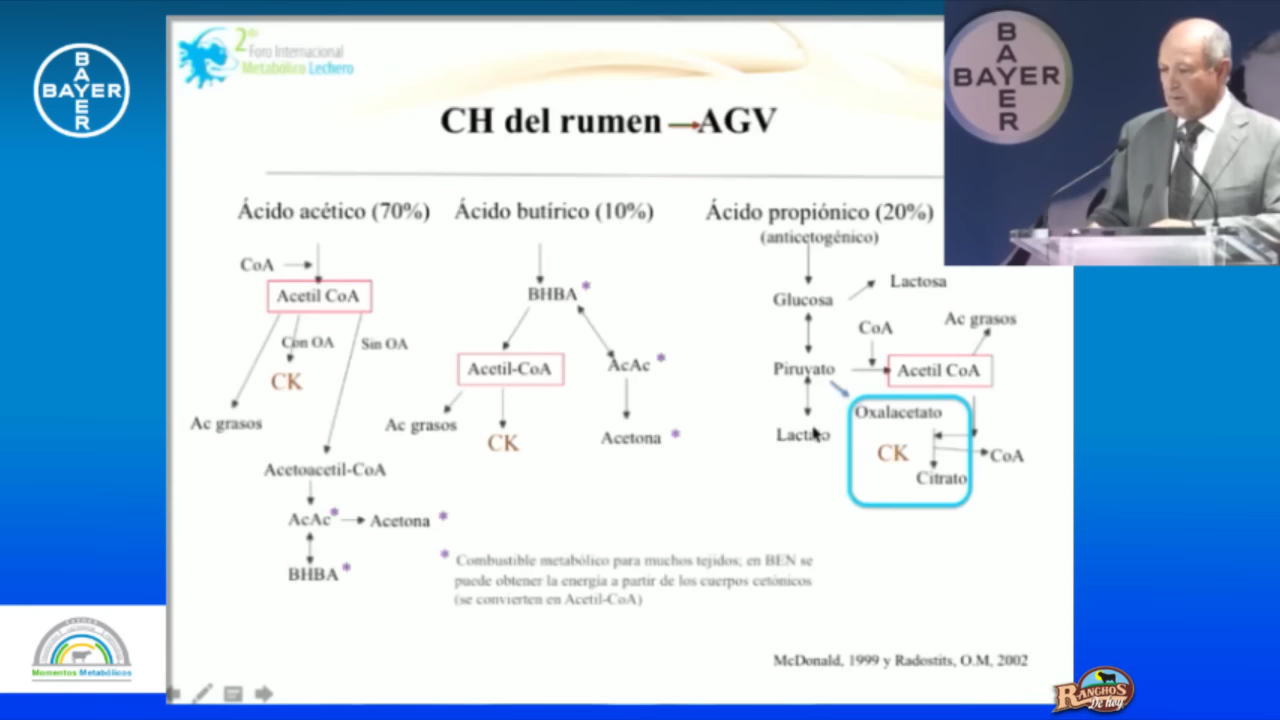 BAYER
BAYER
2do Foro Internacional
Metabólico Lechero
BAYER
BAYER
CH del rumen → AGV
Ácido acético (70%)
Ácido butírico (10%)
Ácido propiónico (20%)
(anticetogénico)
CoA
Acetil CoA
Con OA
Sin OA
CK
Ac grasos
Acetoacetil-CoA
AcAc*
Acetona *
BHBA *
BHBA *
Acetil-CoA
AcAc *
Ac grasos
CK
Acetona *
Glucosa
Lactosa
CoA
Ac grasos
Piruvato
Acetil CoA
Oxalacetato
Lactato
CK
CoA
Citrato
* Combustible metabólico para muchos tejidos; en BEN se
puede obtener la energía a partir de los cuerpos cetónicos
(se convierten en Acetil-CoA)
McDonald, 1999 y Radostits, O.M, 2002
Momentos Metabólicos
RANCHOS
De hoy